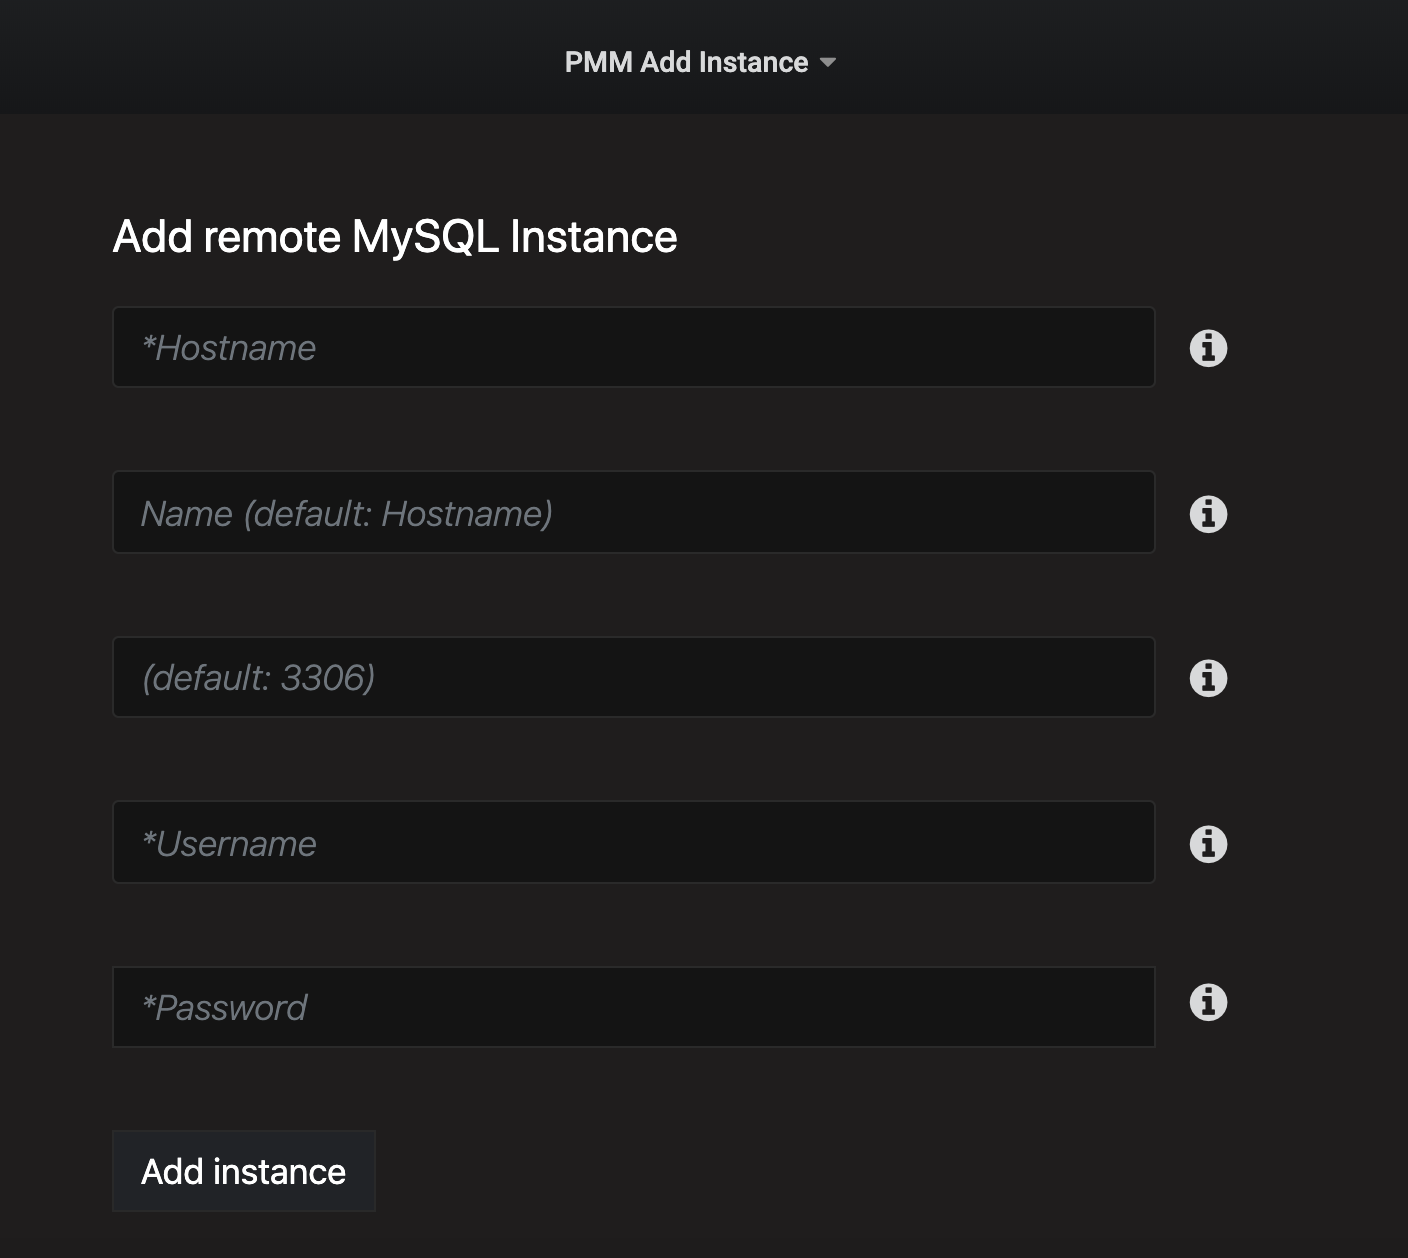 PMM Add Instance
Add remote MySQL Instance
*Hostname
Name (default: Hostname)
(default: 3306)
*Username
*Password
Add instance